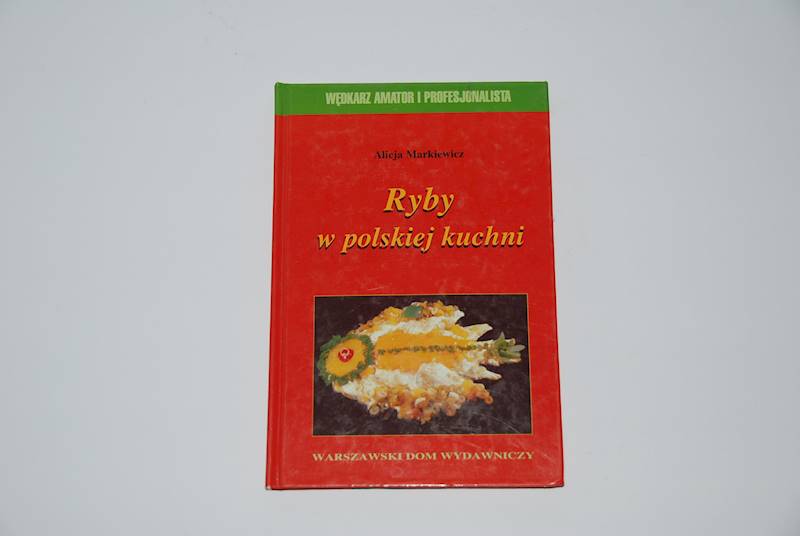 WĘDKARZ AMATOR I PROFESJONALISTA
Alicja Markiewicz
Ryby
w polskiej kuchni
WARSZAWSKI DOM WYDAWNICZY